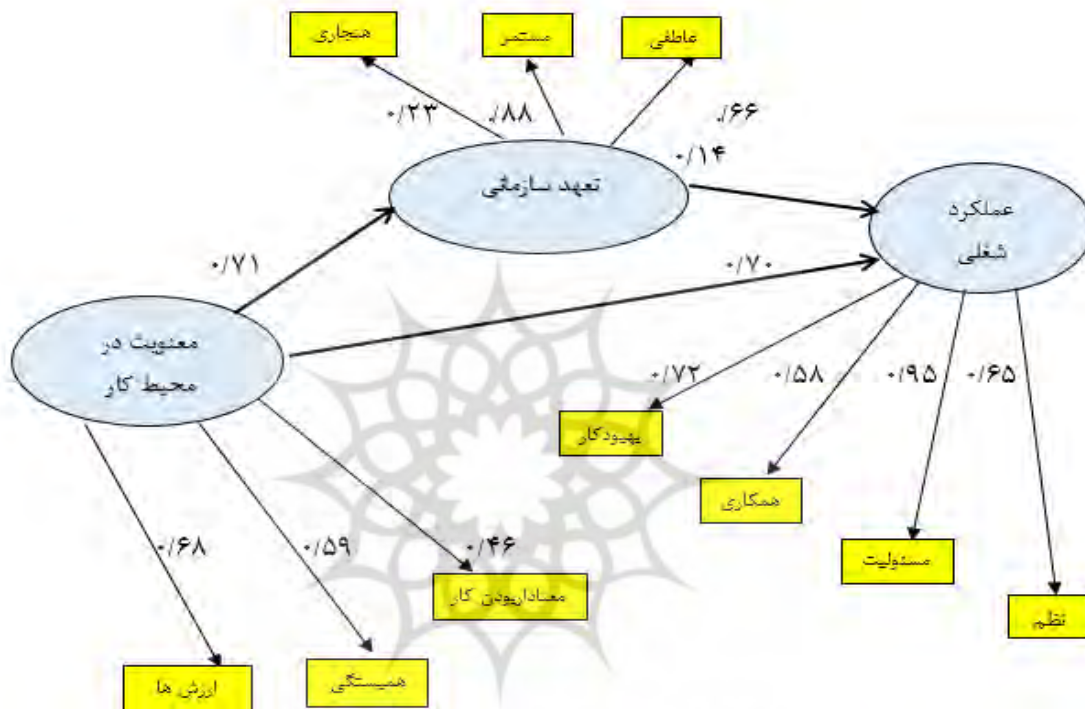 هنجاری
مستمر
عاطفی
۰/۲۳
./۸۸
./۶۶
تعهد سازمانی
۰/۱۴
عملکرد
شغلی
۰/۷۱
۰/۷۰
معنویت در
محیط کار
۰/۷۲
۰/۵۸
۰/۹۵
۰/۶۵
بهبودکار
همکاری
مسئولیت
نظم
۰/۶۸
۰/۵۹
۰/۴۶
معناداربودن کار
همبستگی
ارزش ها